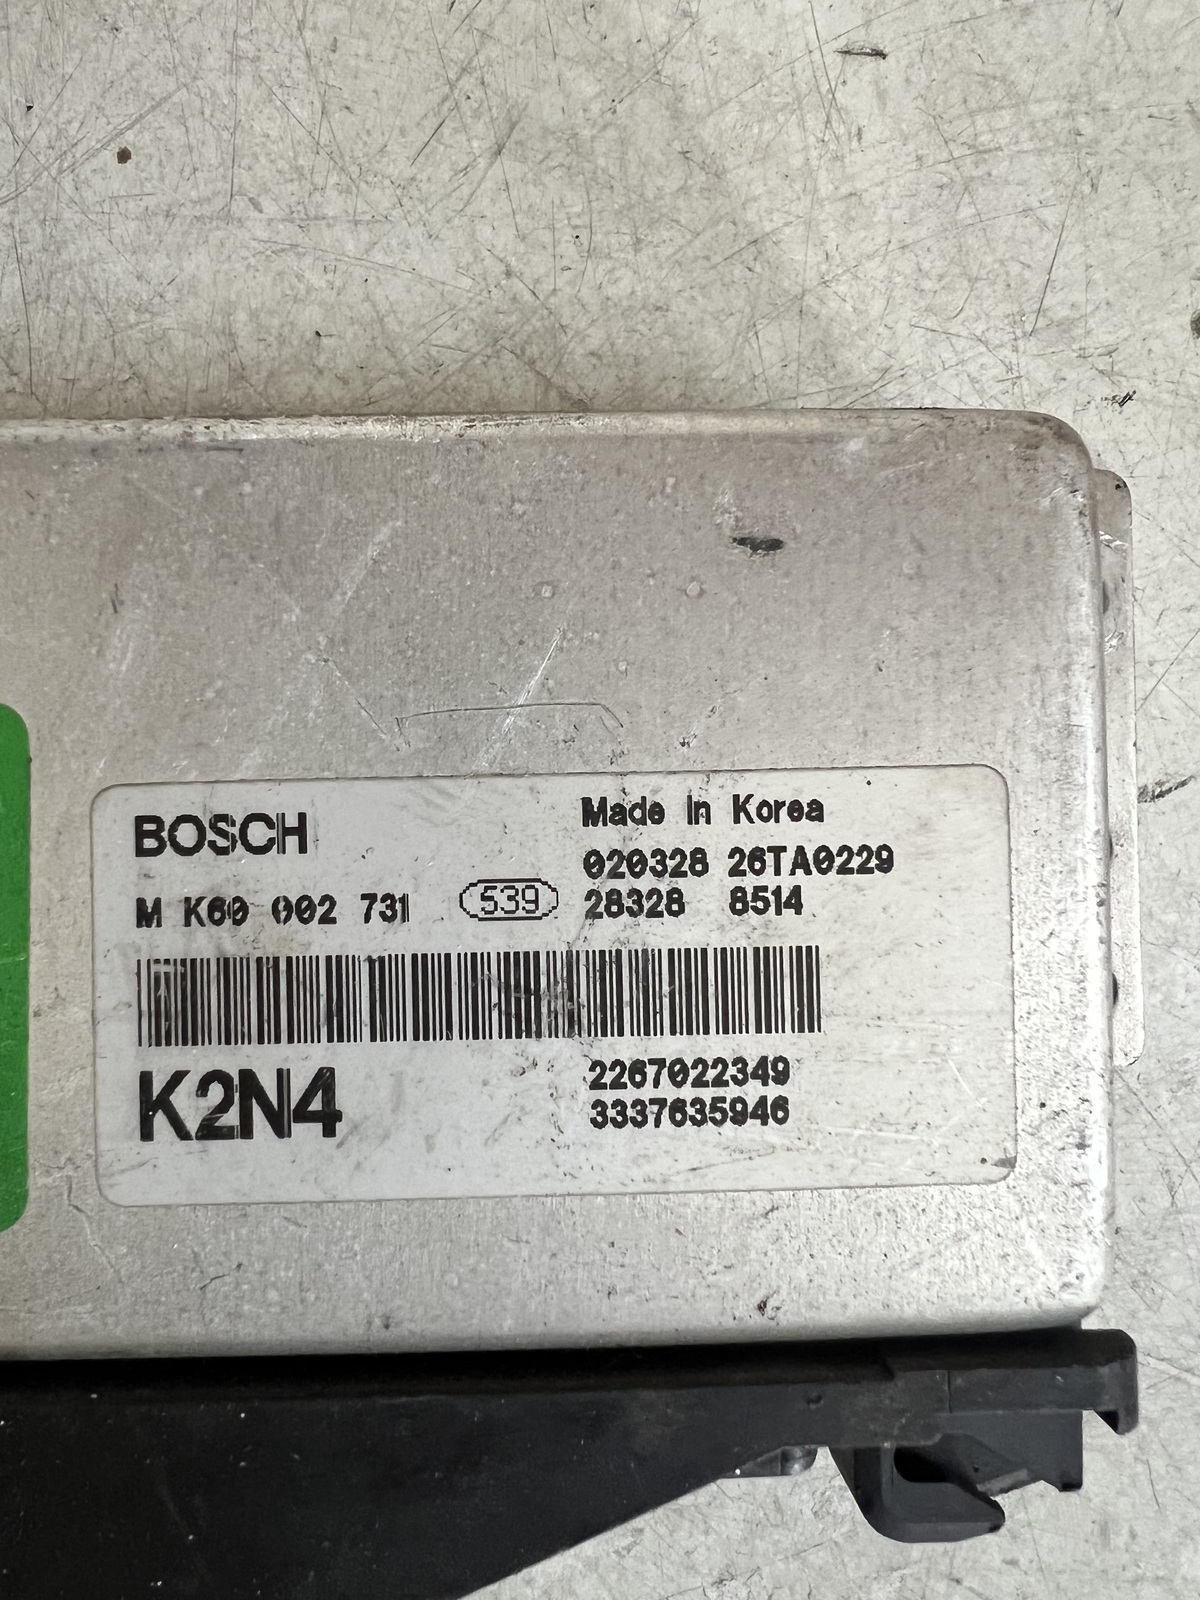 BOSCH
Made In Korea
020328 26TA0229
M K60 002 731 539 28328 8514
K2N4
2267022349
3337635946